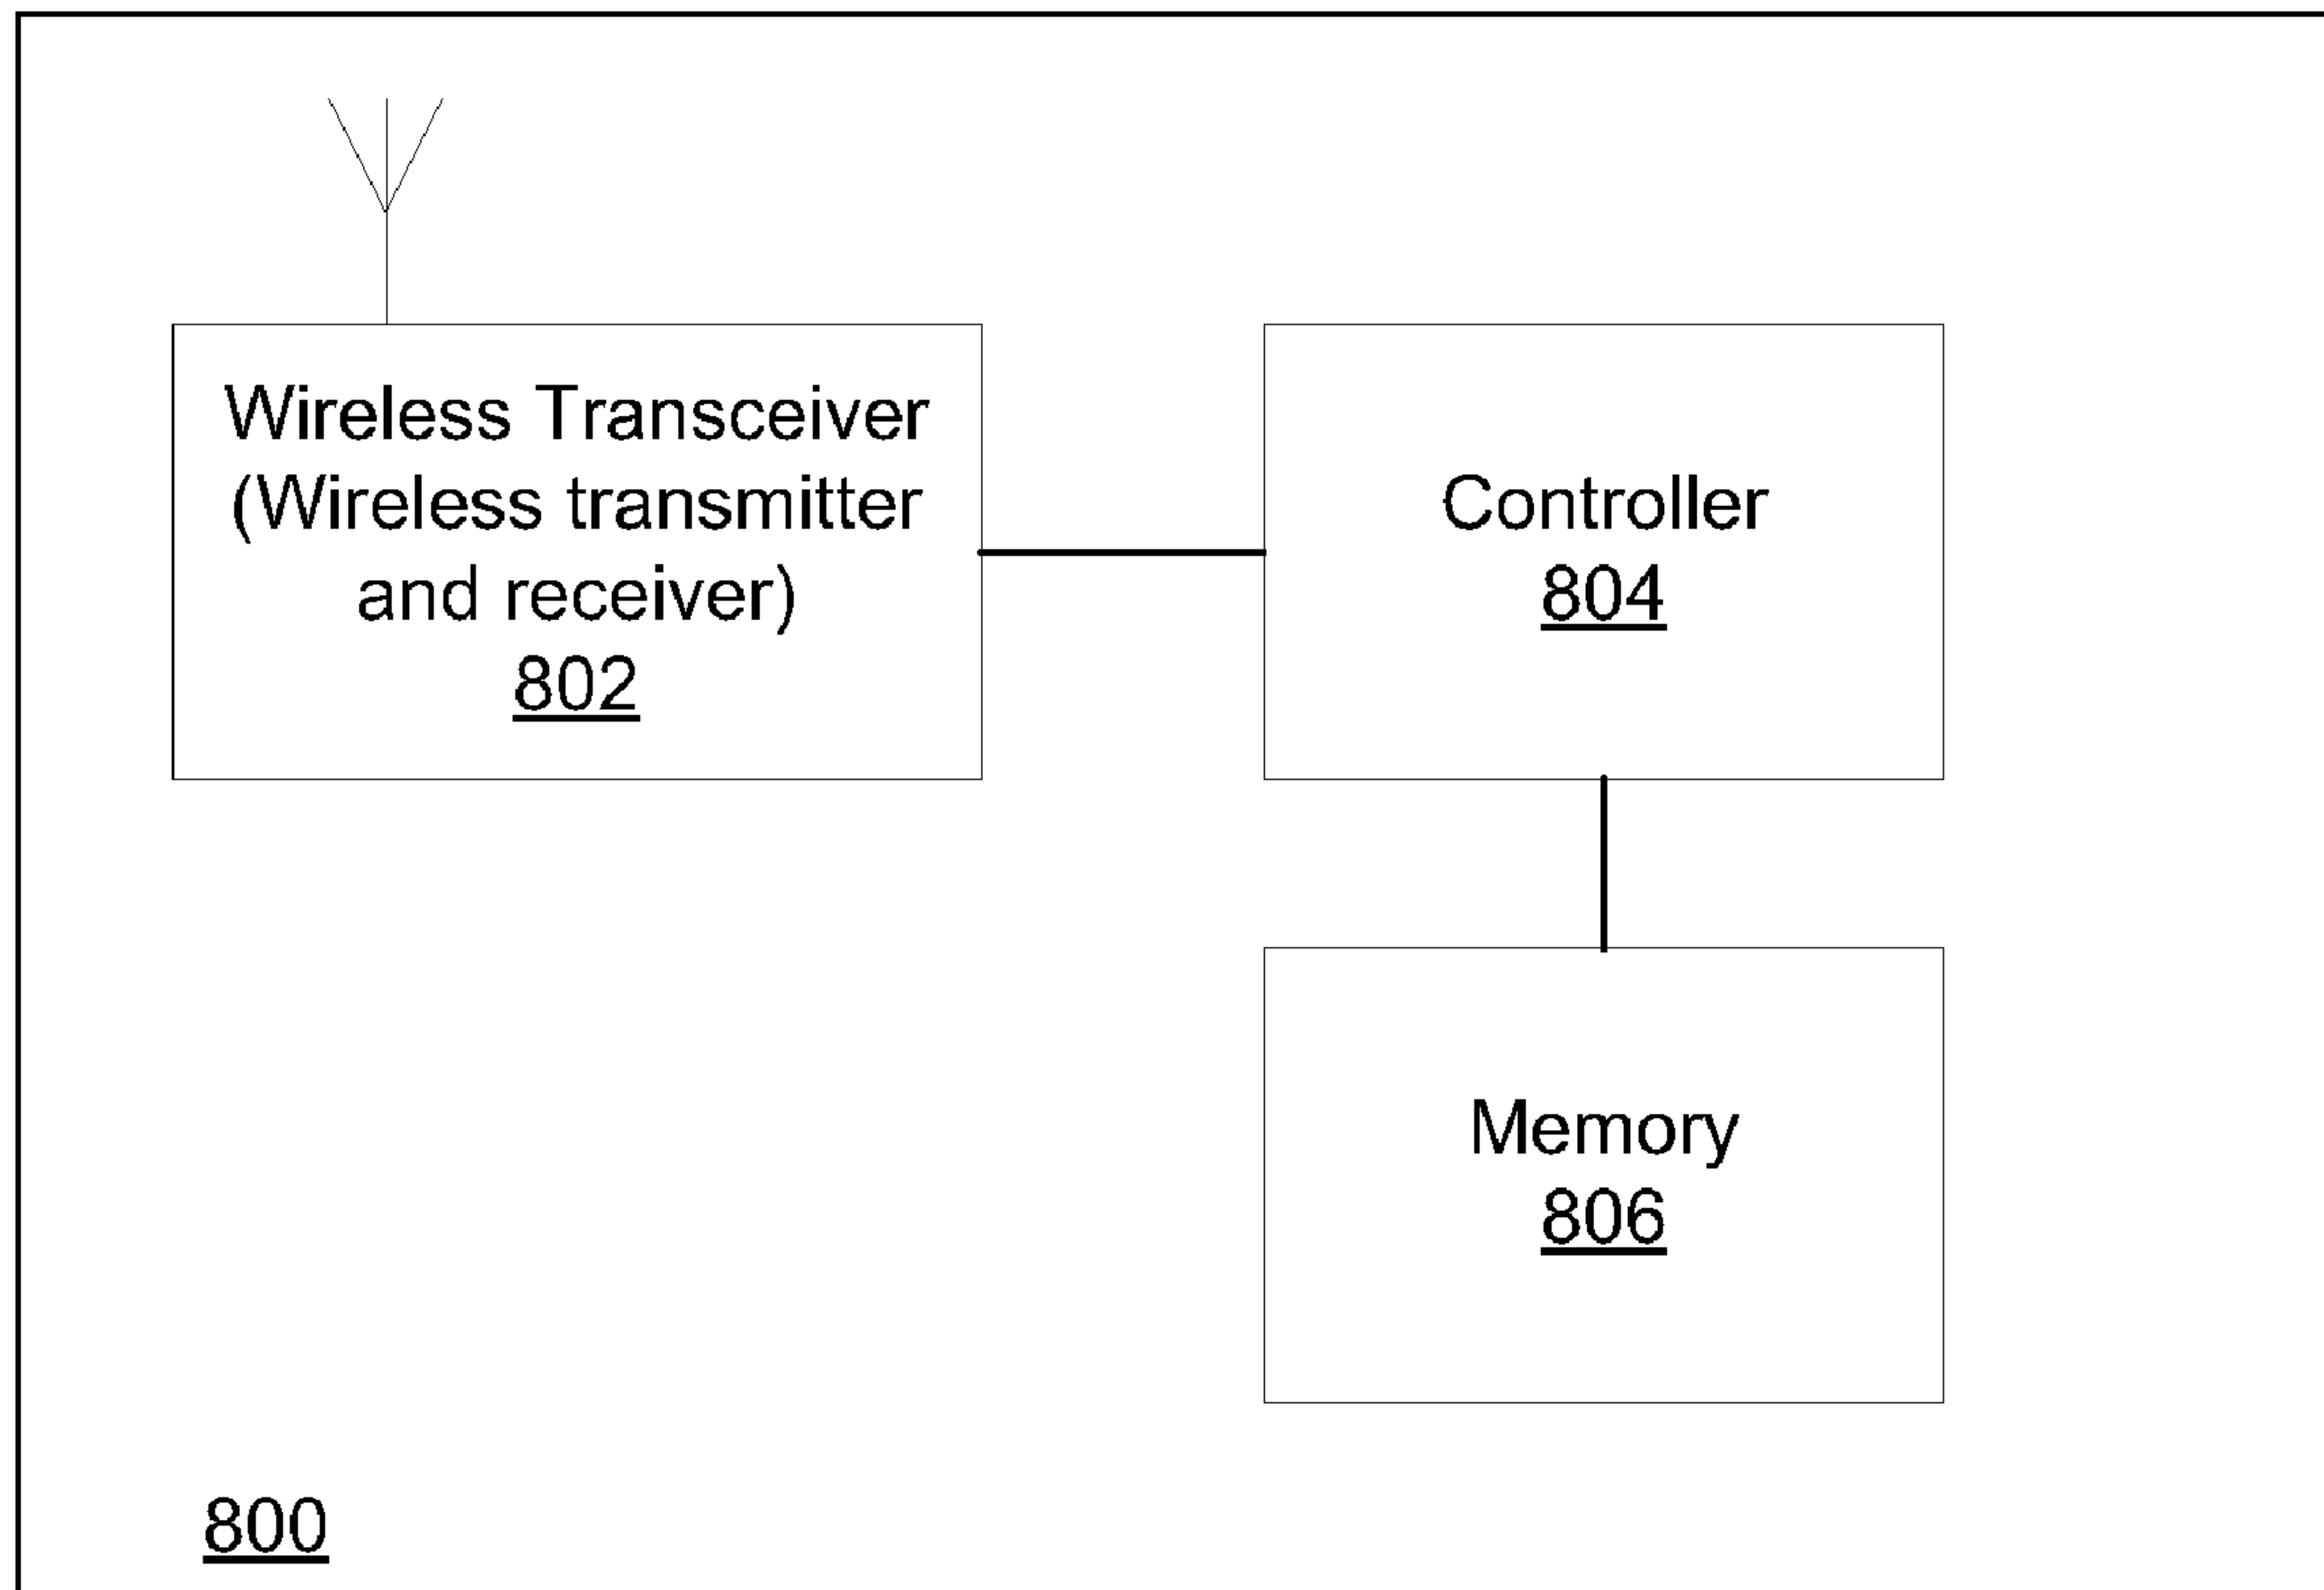 Wireless Transceiver
(Wireless transmitter
and receiver)
802
Controller
804
Memory
806
800